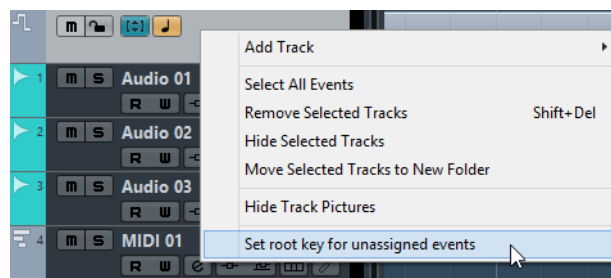 m
Add Track
1 m S Audio 01
Select All Events
R W
Remove Selected Tracks Shift+Del
2 m S Audio 02
Hide Selected Tracks
R W
Move Selected Tracks to New Folder
3 m S Audio 03
Hide Track Pictures
R W
4 m S MIDI 01
Set root key for unassigned events
R W e